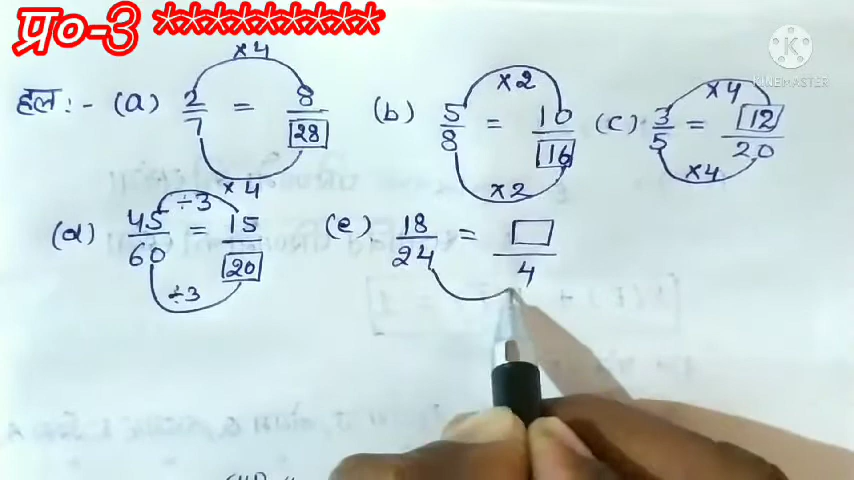 प्र०-3 **********
KINEMASTER
हल :- (a) 2/7 = 8/28 ×4 ×4 (b) 5/8 = 10/16 ×2 ×2 (c) 3/5 = 12/20 ×4 ×4
(d) 45/60 = 15/20 ÷3 ÷3 (e) 18/24 = □/4